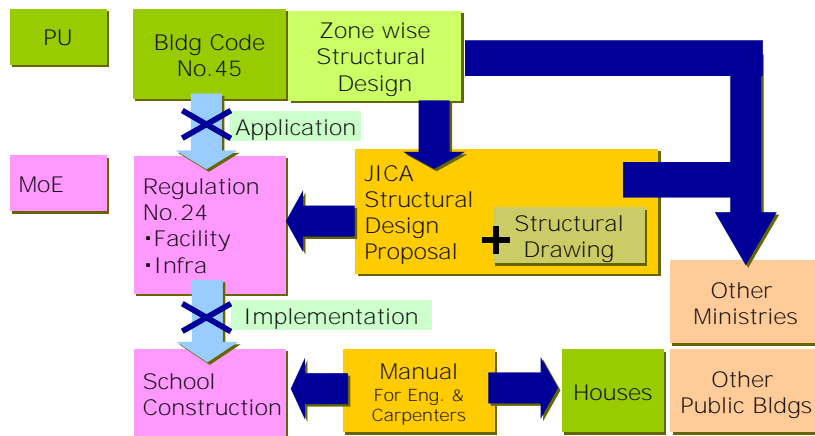 PU
Bldg Code
No.45
Zone wise
Structural
Design
Application
MoE
Regulation
No.24
・Facility
・Infra
JICA
Structural
Design
Proposal
+
Structural
Drawing
Other
Ministries
Implementation
School
Construction
Manual
For Eng. &
Carpenters
Houses
Other
Public Bldgs